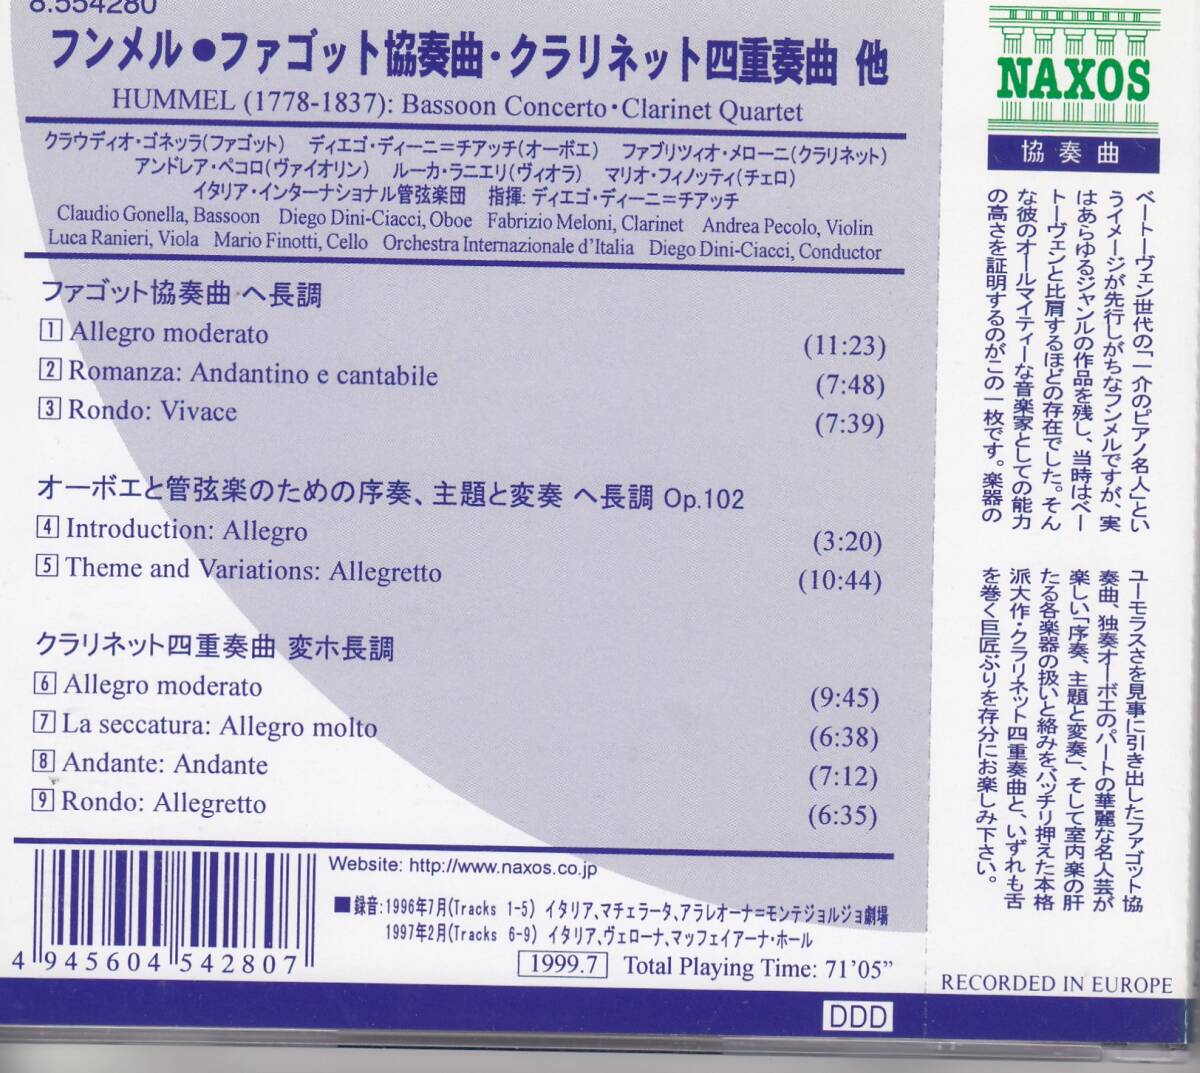 8.554280
フンメル●ファゴット協奏曲・クラリネット四重奏曲 他
HUMMEL (1778-1837): Bassoon Concerto・Clarinet Quartet
クラウディオ・ゴネッラ(ファゴット) ディエゴ・ディーニ=チアッチ(オーボエ) ファブリツィオ・メローニ(クラリネット)
アンドレア・ペコロ(ヴァイオリン) ルーカ・ラニエリ(ヴィオラ) マリオ・フィノッティ(チェロ)
イタリア・インターナショナル管弦楽団 指揮: ディエゴ・ディーニ=チアッチ
Claudio Gonella, Bassoon Diego Dini-Ciacci, Oboe Fabrizio Meloni, Clarinet Andrea Pecolo, Violin
Luca Ranieri, Viola Mario Finotti, Cello Orchestra Internazionale d'Italia Diego Dini-Ciacci, Conductor
ファゴット協奏曲 ヘ長調
1 Allegro moderato (11:23)
2 Romanza: Andantino e cantabile (7:48)
3 Rondo: Vivace (7:39)
オーボエと管弦楽のための序奏、主題と変奏 ヘ長調 Op.102
4 Introduction: Allegro (3:20)
5 Theme and Variations: Allegretto (10:44)
クラリネット四重奏曲 変ホ長調
6 Allegro moderato (9:45)
7 La seccatura: Allegro molto (6:38)
8 Andante: Andante (7:12)
9 Rondo: Allegretto (6:35)
Website: http://www.naxos.co.jp
■録音:1996年7月(Tracks 1-5) イタリア、マチェラータ、アラレオーナ=モンテジョルジョ劇場
1997年2月(Tracks 6-9) イタリア、ヴェローナ、マッフェイアーナ・ホール
4 945604 542807
1999.7 Total Playing Time: 71'05”
DDD
NAXOS
協奏曲
ベートーヴェン世代の「一介のピアノ名人」とい
うイメージが先行しがちなフンメルですが、実
はあらゆるジャンルの作品を残し、当時はベー
トーヴェンと比肩するほどの存在でした。そん
な彼のオールマイティーな音楽家としての能力
の高さを証明するのがこの一枚です。楽器の
ユーモラスさを見事に引き出したファゴット協
奏曲、独奏オーボエのパートの華麗な名人芸が
楽しい「序奏、主題と変奏」、そして室内楽の肝
たる各楽器の扱いと絡みをバッチリ押えた本格
派大作・クラリネット四重奏曲と、いずれも舌
を巻く巨匠ぶりを存分にお楽しみ下さい。
RECORDED IN EUROPE